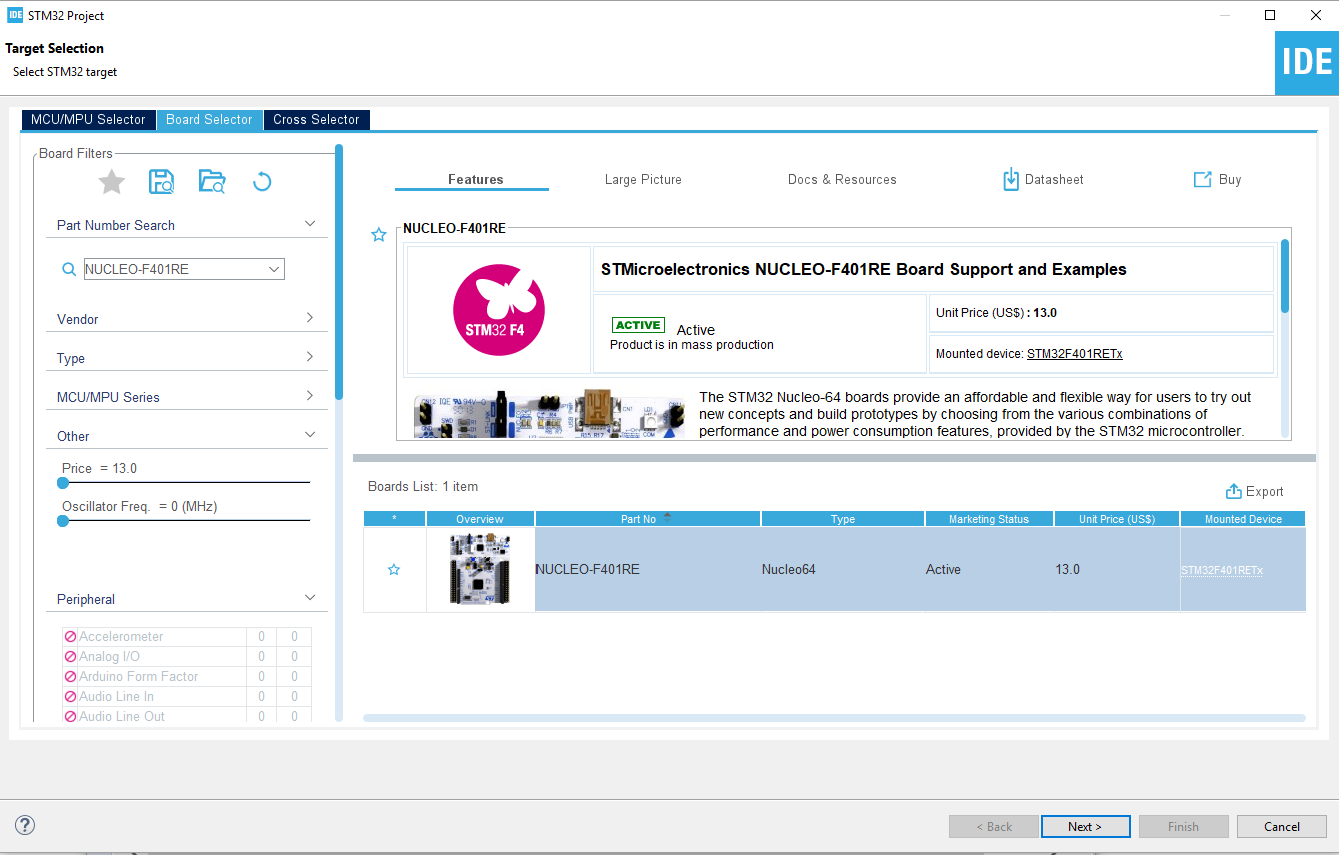 IDE STM32 Project
Target Selection
Select STM32 target
IDE
MCU/MPU Selector Board Selector Cross Selector
Board Filters
Part Number Search
NUCLEO-F401RE
Vendor
Type
MCU/MPU Series
Other
Price = 13.0
Oscillator Freq. = 0 (MHz)
Peripheral
Accelerometer 0 0
Analog I/O 0 0
Arduino Form Factor 0 0
Audio Line In 0 0
Audio Line Out 0 0
Features Large Picture Docs & Resources Datasheet Buy
NUCLEO-F401RE
STM32 F4
STMicroelectronics NUCLEO-F401RE Board Support and Examples
ACTIVE Active
Product is in mass production
Unit Price (US$) : 13.0
Mounted device: STM32F401RETx
The STM32 Nucleo-64 boards provide an affordable and flexible way for users to try out
new concepts and build prototypes by choosing from the various combinations of
performance and power consumption features, provided by the STM32 microcontroller.
Boards List: 1 item
Export
* Overview Part No Type Marketing Status Unit Price (US$) Mounted Device
NUCLEO-F401RE Nucleo64 Active 13.0 STM32F401RETx
?
< Back Next > Finish Cancel